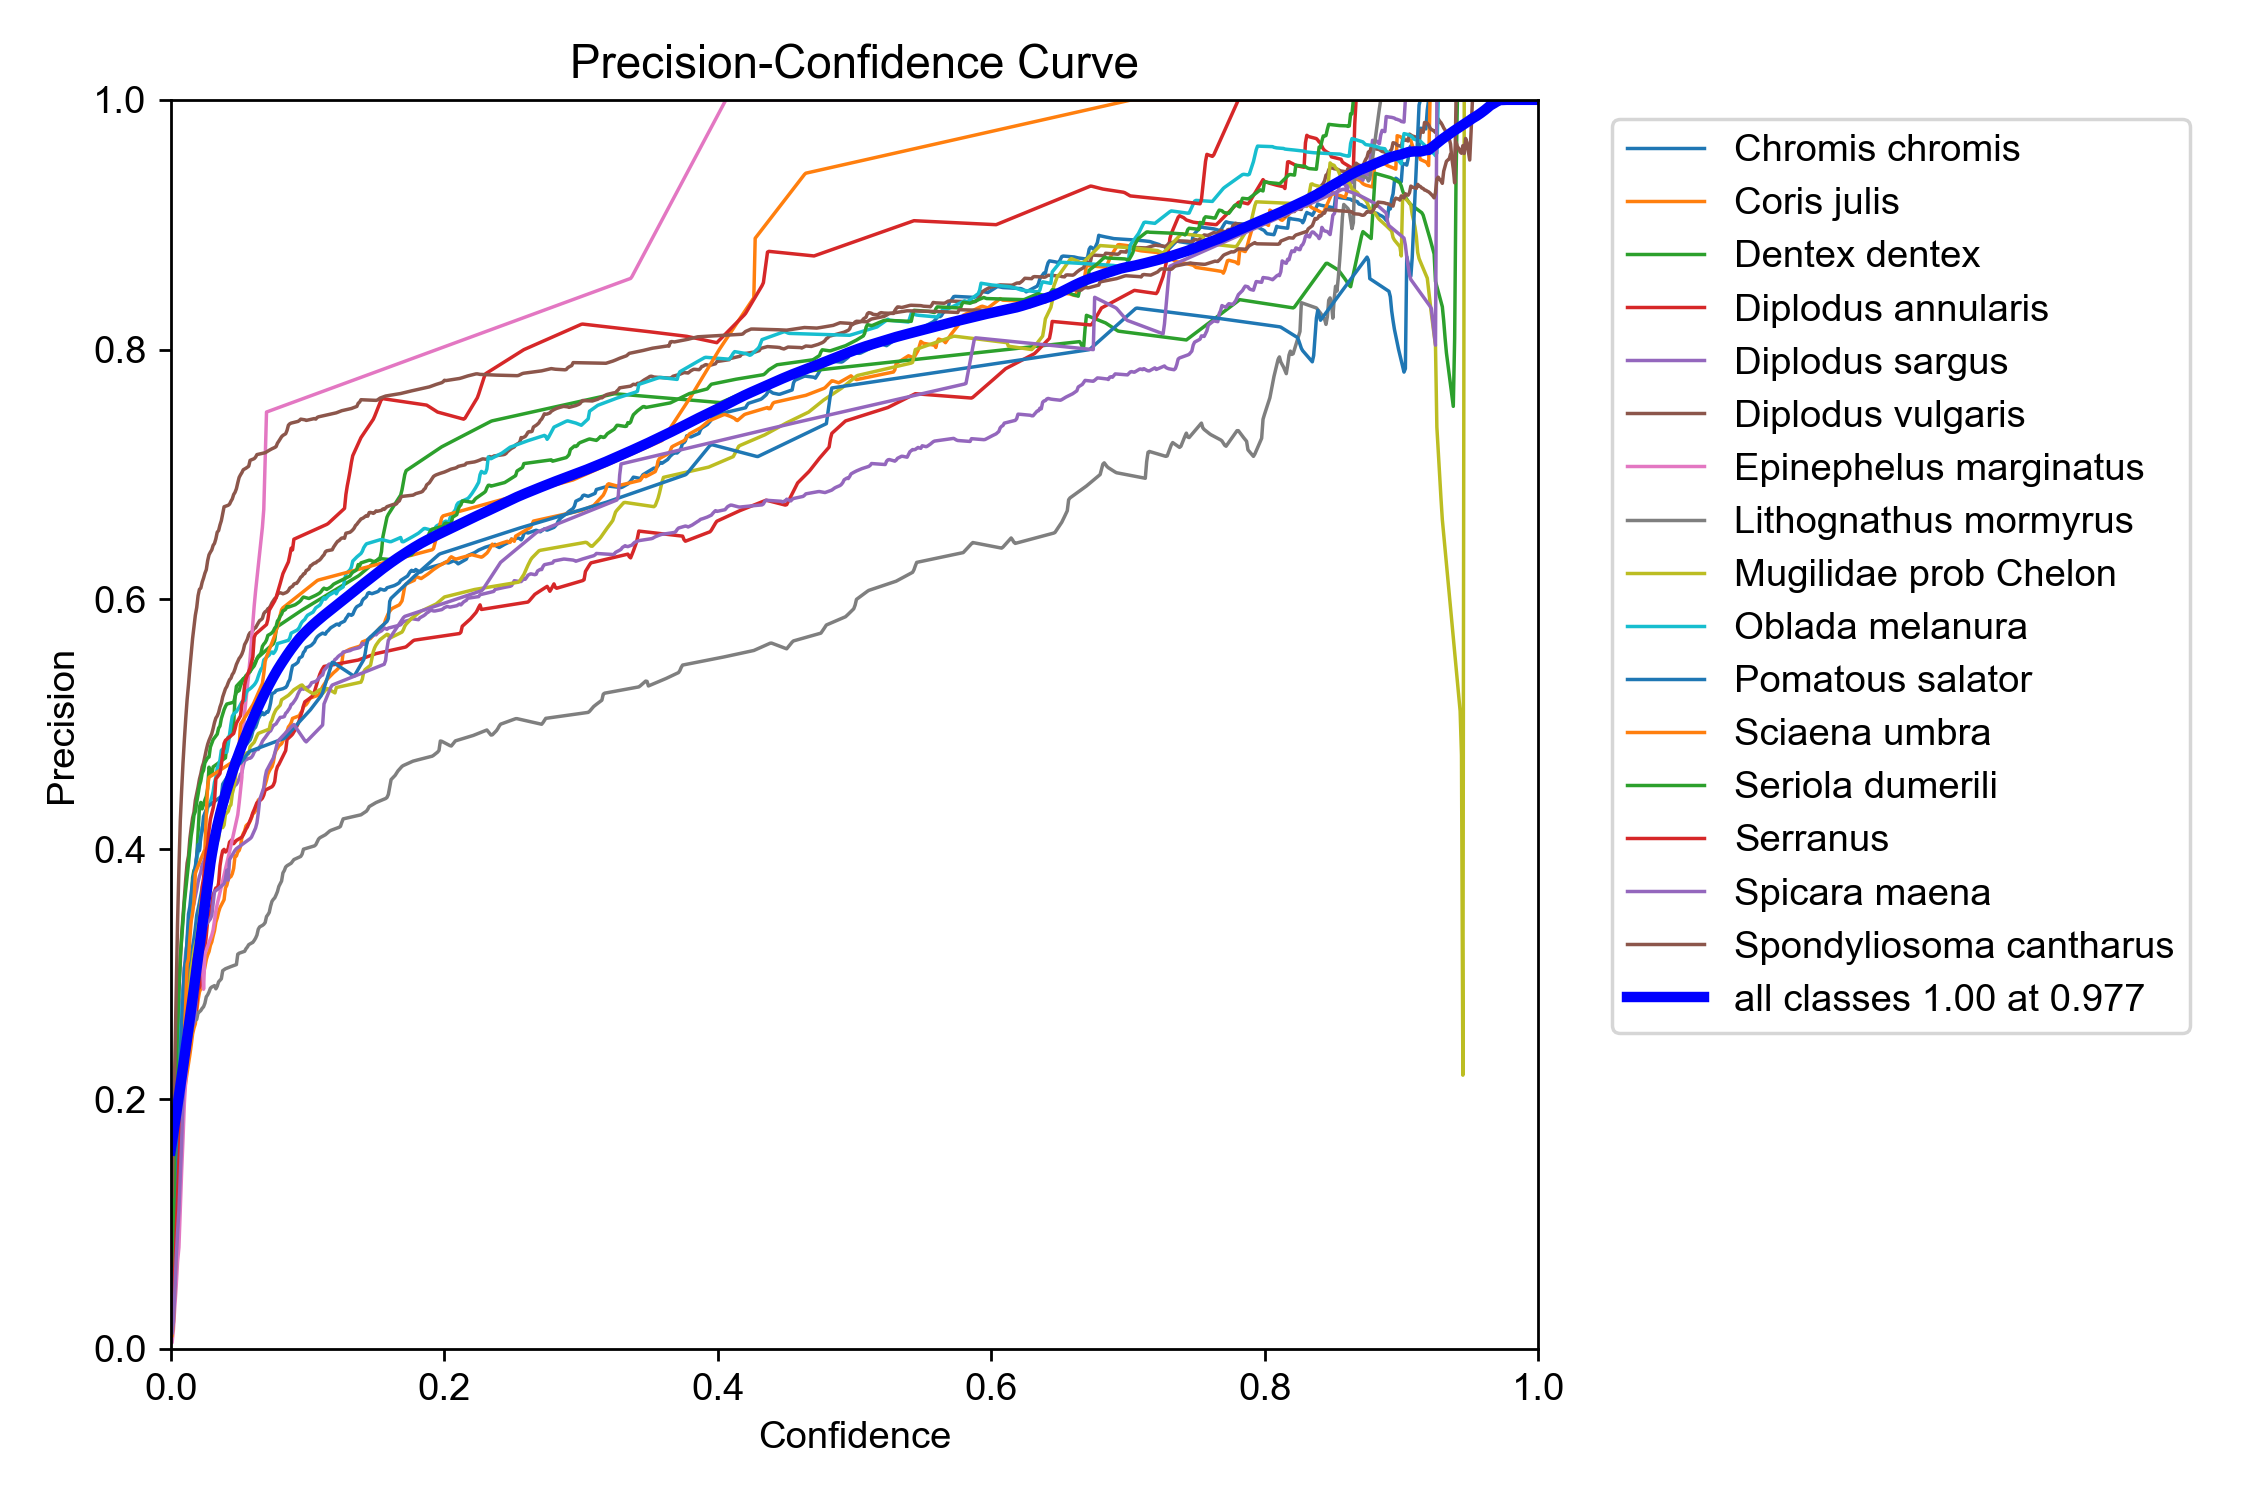 Precision-Confidence Curve
1.0
0.8
0.6
0.4
0.2
0.0
Precision
0.0 0.2 0.4 0.6 0.8 1.0
Confidence
Chromis chromis
Coris julis
Dentex dentex
Diplodus annularis
Diplodus sargus
Diplodus vulgaris
Epinephelus marginatus
Lithognathus mormyrus
Mugilidae prob Chelon
Oblada melanura
Pomatous salator
Sciaena umbra
Seriola dumerili
Serranus
Spicara maena
Spondyliosoma cantharus
all classes 1.00 at 0.977